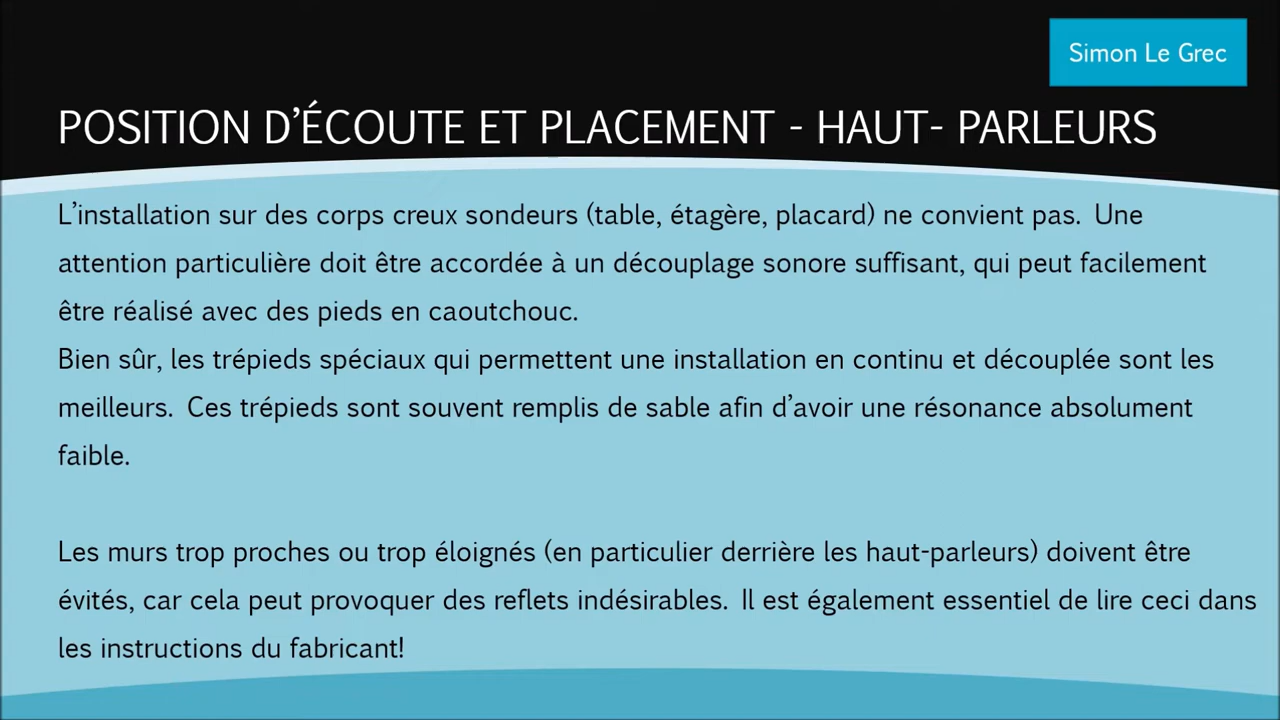 Simon Le Grec
POSITION D’ÉCOUTE ET PLACEMENT - HAUT- PARLEURS
L’installation sur des corps creux sondeurs (table, étagère, placard) ne convient pas. Une
attention particulière doit être accordée à un découplage sonore suffisant, qui peut facilement
être réalisé avec des pieds en caoutchouc.
Bien sûr, les trépieds spéciaux qui permettent une installation en continu et découplée sont les
meilleurs. Ces trépieds sont souvent remplis de sable afin d’avoir une résonance absolument
faible.
Les murs trop proches ou trop éloignés (en particulier derrière les haut-parleurs) doivent être
évités, car cela peut provoquer des reflets indésirables. Il est également essentiel de lire ceci dans
les instructions du fabricant!